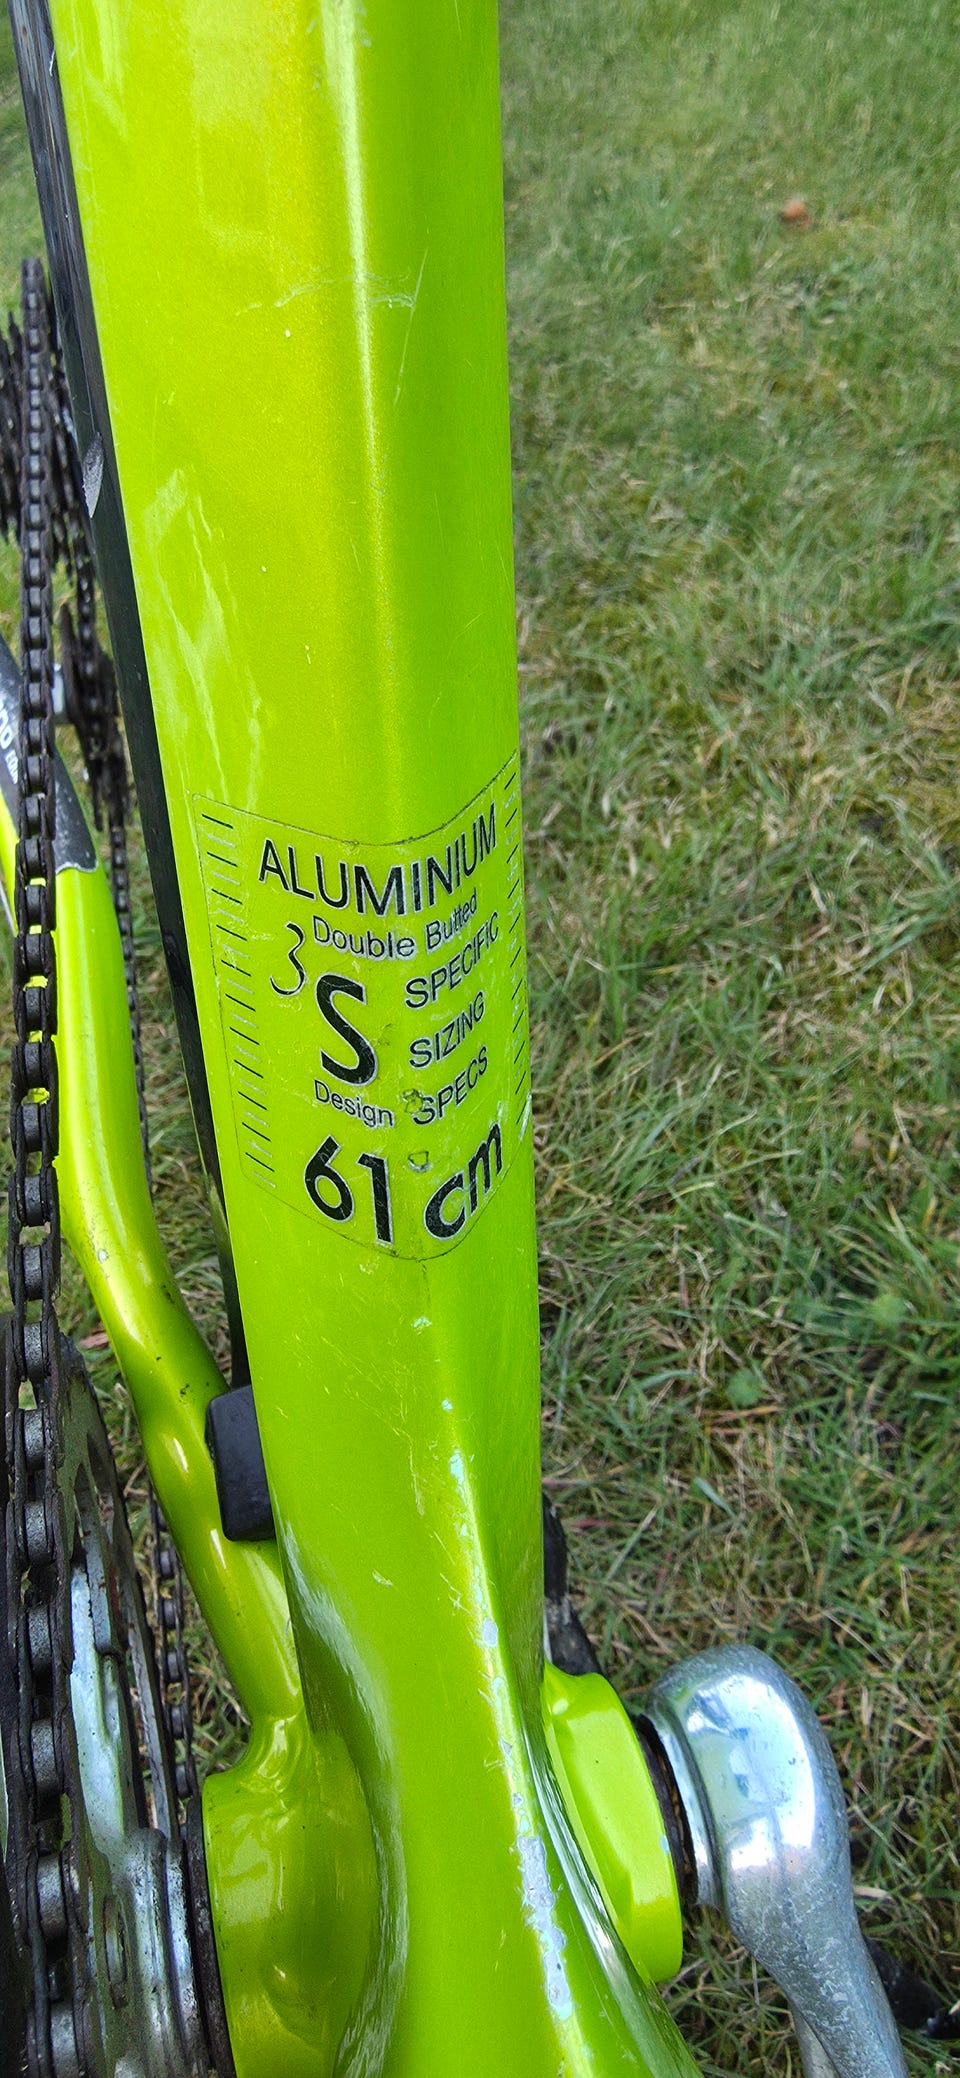 ALUMINIUM
Double Butted
3
S SPECIFIC
SIZING
Design SPECS
61 cm